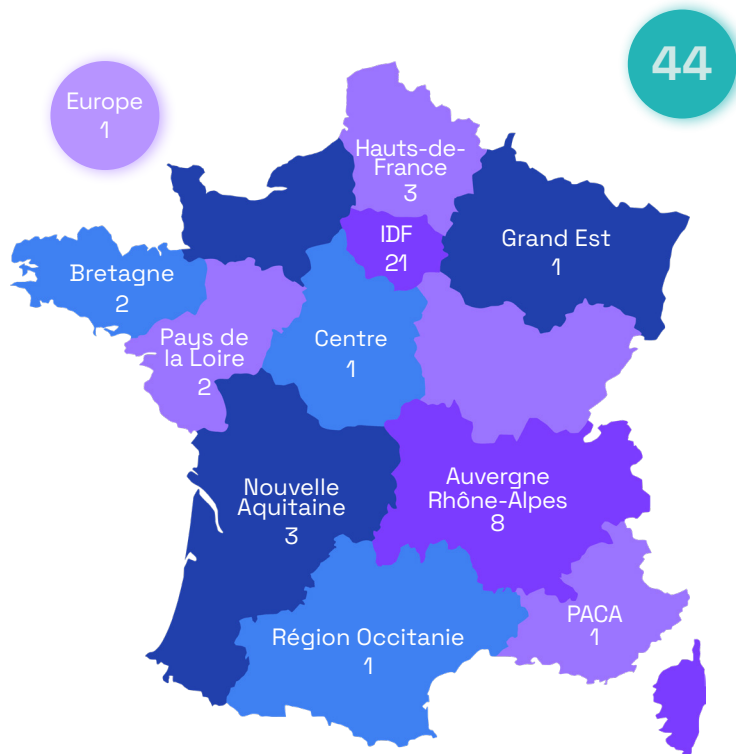 44
Europe
1
Hauts-de-
France
3
IDF
21
Grand Est
1
Bretagne
2
Pays de
la Loire
2
Centre
1
Auvergne
Rhône-Alpes
8
Nouvelle
Aquitaine
3
PACA
1
Région Occitanie
1